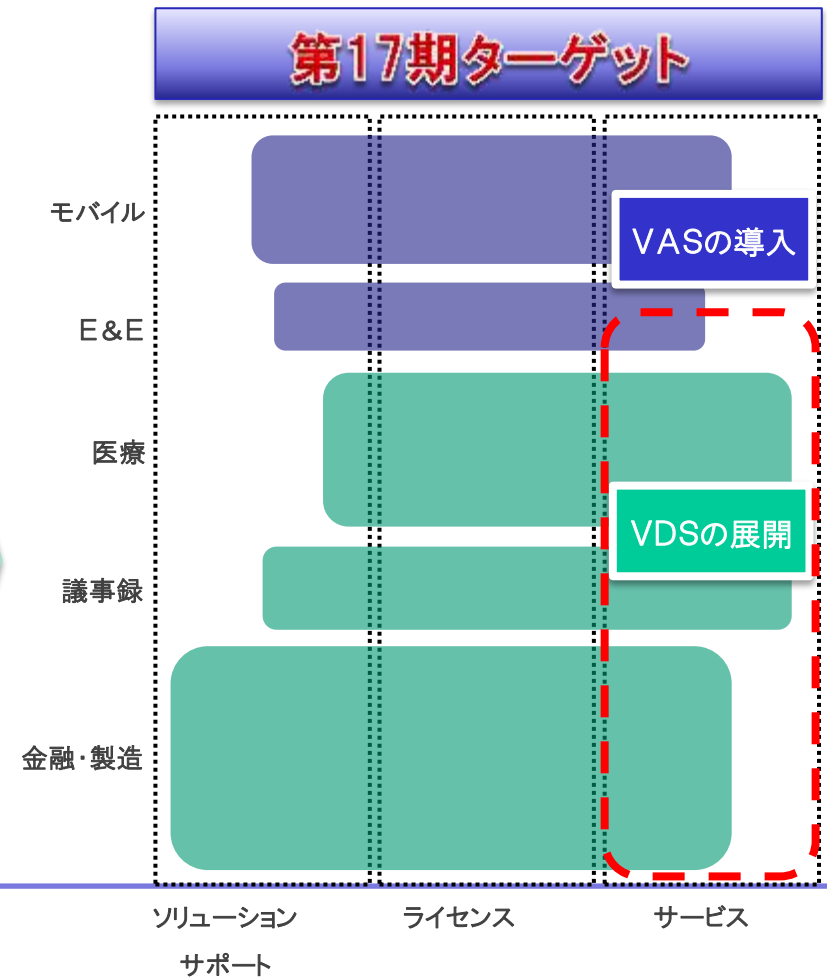 第17期ターゲット
モバイル
VASの導入
E&E
医療
VDSの展開
議事録
金融・製造
ソリューション
サポート
ライセンス
サービス